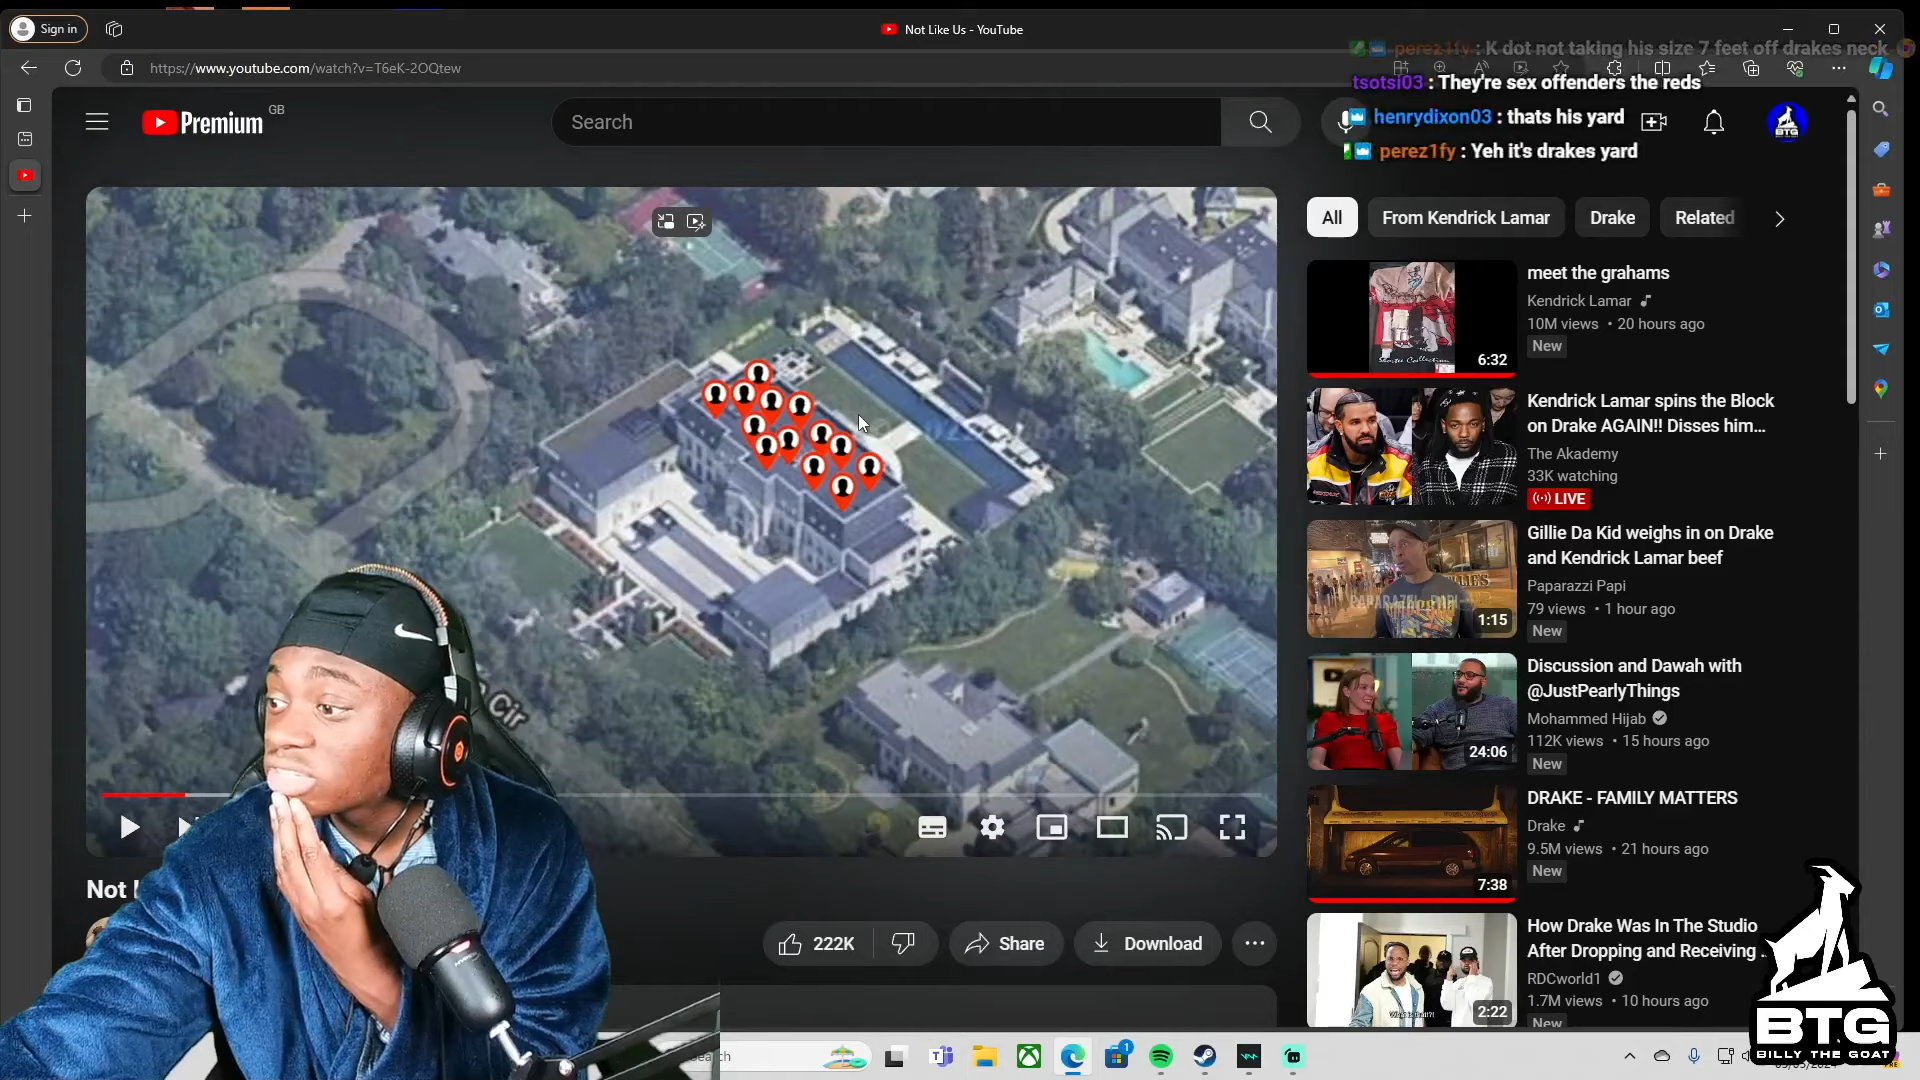 Sign in
Not Like Us - YouTube
perez1fy : K dot not taking his size 7 feet off drakes neck
https://www.youtube.com/watch?v=T6eK-2OQtew
tsotsi03 : They're sex offenders the reds
Premium GB
Search
henrydixon03 : thats his yard
BTG
perez1fy : Yeh it's drakes yard
All
From Kendrick Lamar
Drake
Related
meet the grahams
Kendrick Lamar
10M views • 20 hours ago
New
6:32
Kendrick Lamar spins the Block
on Drake AGAIN!! Disses him...
The Akademy
33K watching
LIVE
Gillie Da Kid weighs in on Drake
and Kendrick Lamar beef
Paparazzi Papi
79 views • 1 hour ago
New
1:15
Discussion and Dawah with
@JustPearlyThings
Mohammed Hijab
112K views • 15 hours ago
New
24:06
DRAKE - FAMILY MATTERS
Drake
9.5M views • 21 hours ago
New
7:38
How Drake Was In The Studio
After Dropping and Receiving
RDCworld1
1.7M views • 10 hours ago
New
2:22
Cir
Not
222K
Share
Download
BTG
BILLY THE GOAT
1